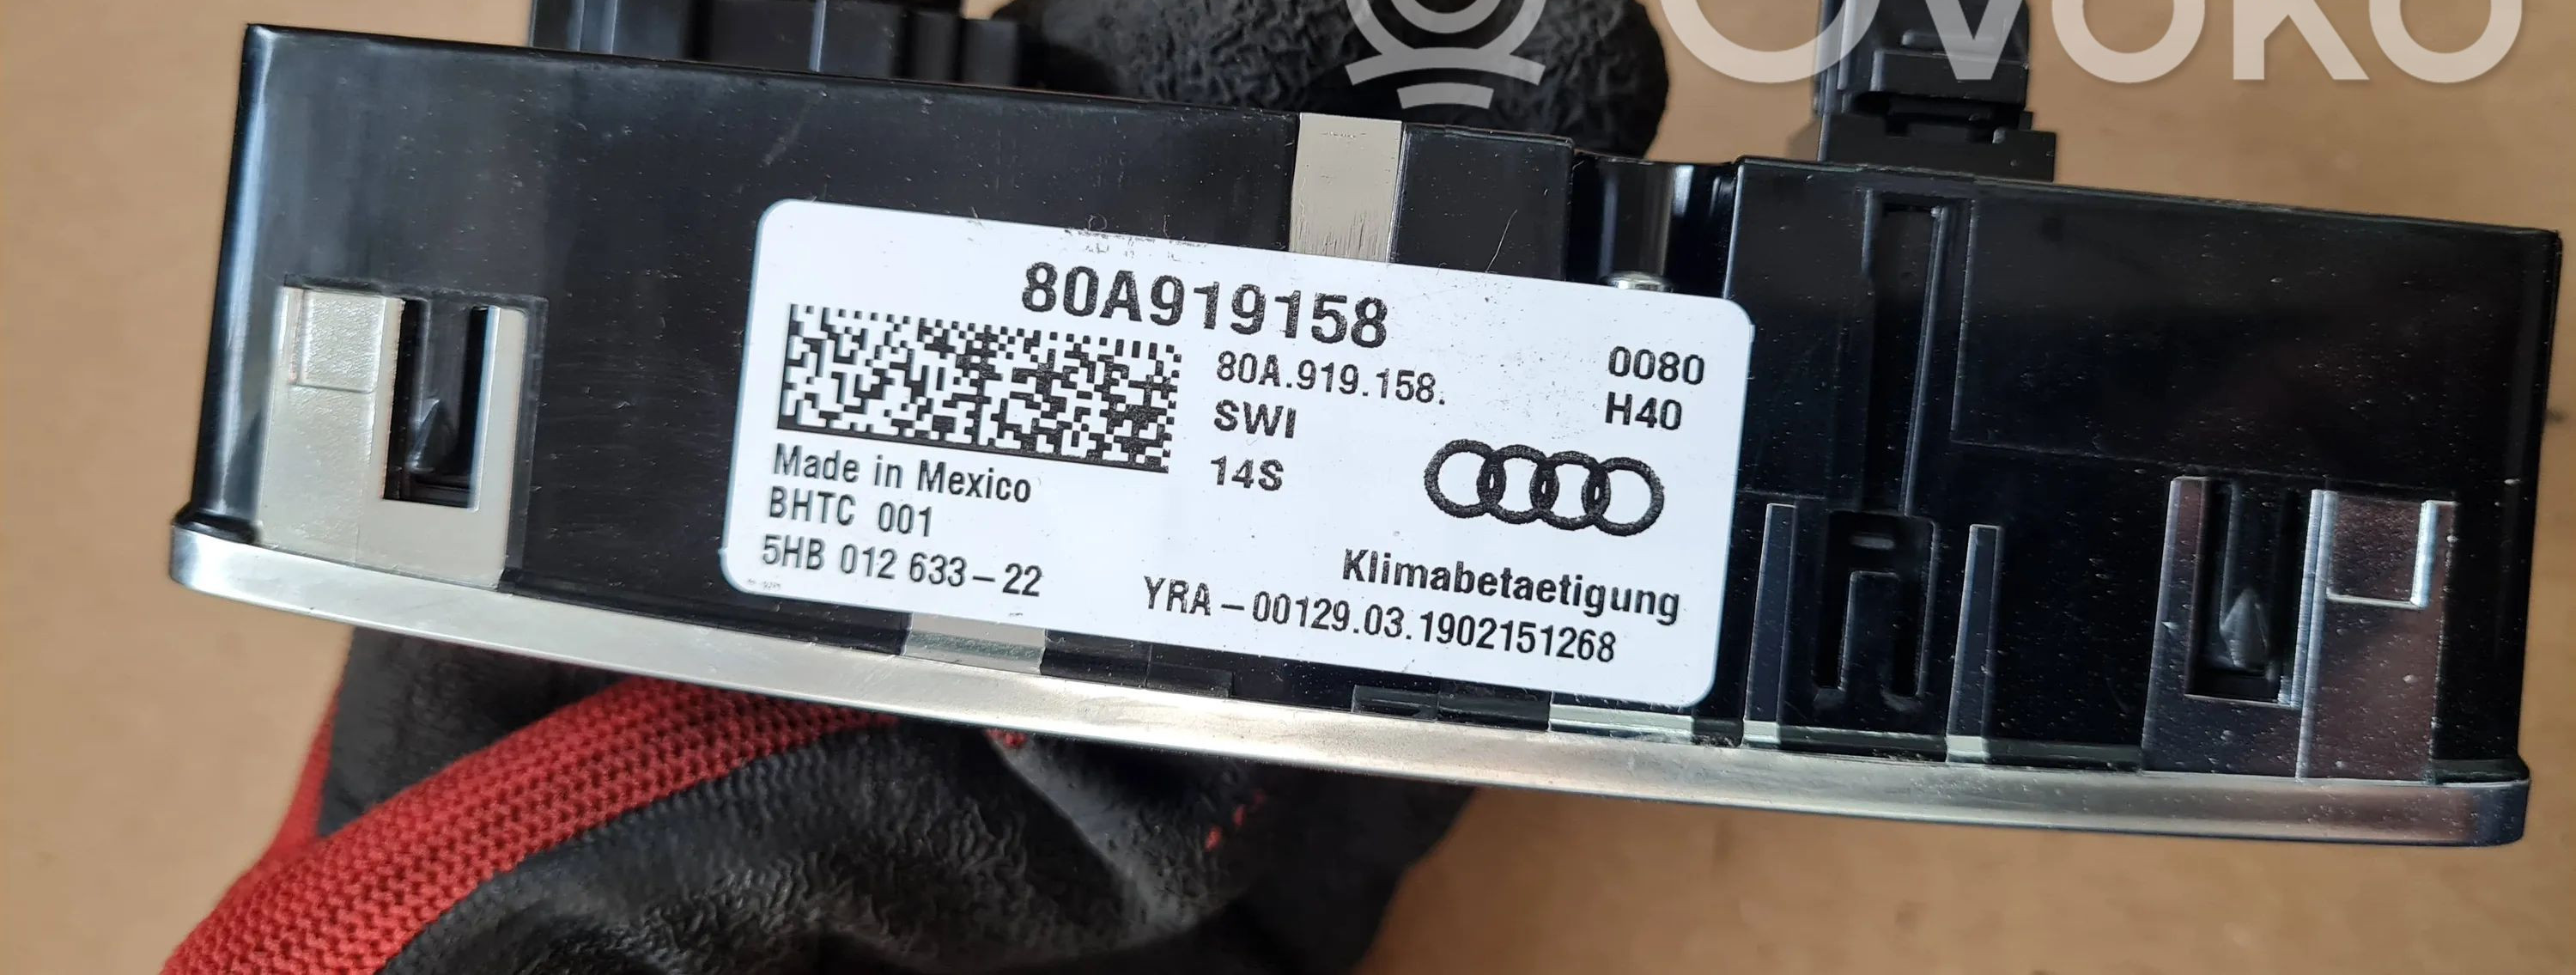 OVOKO
80A919158
80A.919.158.
0080
SWI
H40
14S
Made in Mexico
BHTC 001
5HB 012 633-22
Klimabetaetigung
YRA-00129.03.1902151268